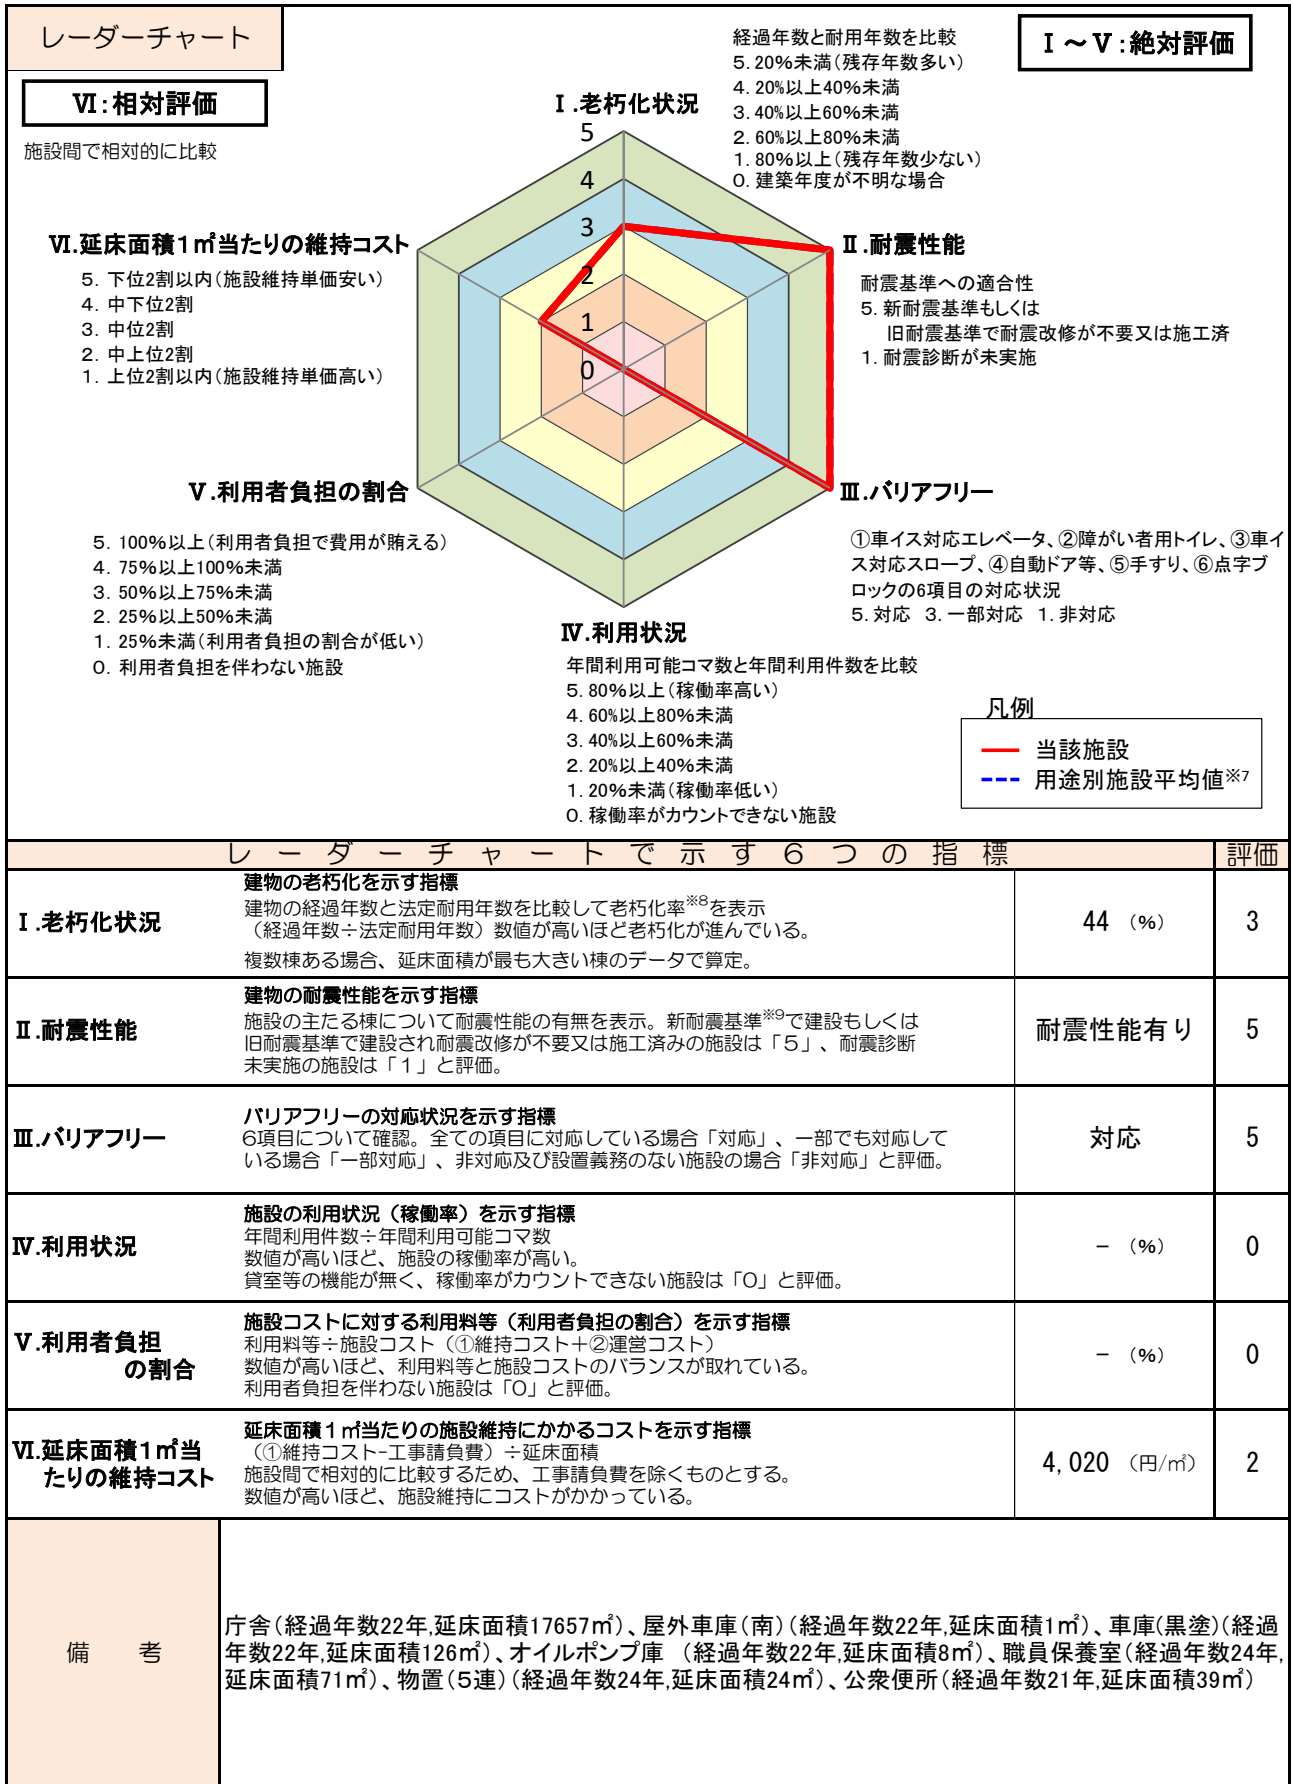 レーダーチャート
Ⅰ～Ⅴ:絶対評価
Ⅵ:相対評価
施設間で相対的に比較
Ⅰ.老朽化状況
経過年数と耐用年数を比較
5.20%未満(残存年数多い)
4.20%以上40%未満
3.40%以上60%未満
2.60%以上80%未満
1.80%以上(残存年数少ない)
0.建築年度が不明な場合
5
4
3
2
1
0
Ⅱ.耐震性能
耐震基準への適合性
5.新耐震基準もしくは
旧耐震基準で耐震改修が不要又は施工済
1.耐震診断が未実施
Ⅲ.バリアフリー
①車イス対応エレベータ、②障がい者用トイレ、③車イ
ス対応スロープ、④自動ドア等、⑤手すり、⑥点字ブ
ロックの6項目の対応状況
5.対応 3.一部対応 1.非対応
Ⅳ.利用状況
年間利用可能コマ数と年間利用件数を比較
5.80%以上(稼働率高い)
4.60%以上80%未満
3.40%以上60%未満
2.20%以上40%未満
1.20%未満(稼働率低い)
0.稼働率がカウントできない施設
Ⅴ.利用者負担の割合
5.100%以上(利用者負担で費用が賄える)
4.75%以上100%未満
3.50%以上75%未満
2.25%以上50%未満
1.25%未満(利用者負担の割合が低い)
0.利用者負担を伴わない施設
Ⅵ.延床面積1㎡当たりの維持コスト
5.下位2割以内(施設維持単価安い)
4.中下位2割
3.中位2割
2.中上位2割
1.上位2割以内(施設維持単価高い)
凡例
当該施設
用途別施設平均値※7
レーダーチャートで示す6つの指標 評価
Ⅰ.老朽化状況
建物の老朽化を示す指標
建物の経過年数と法定耐用年数を比較して老朽化率※8を表示
（経過年数÷法定耐用年数）数値が高いほど老朽化が進んでいる。
複数棟ある場合、延床面積が最も大きい棟のデータで算定。
44 (%) 3
Ⅱ.耐震性能
建物の耐震性能を示す指標
施設の主たる棟について耐震性能の有無を表示。新耐震基準※9で建設もしくは
旧耐震基準で建設され耐震改修が不要又は施工済みの施設は「5」、耐震診断
未実施の施設は「1」と評価。
耐震性能有り 5
Ⅲ.バリアフリー
バリアフリーの対応状況を示す指標
6項目について確認。全ての項目に対応している場合「対応」、一部でも対応して
いる場合「一部対応」、非対応及び設置義務のない施設の場合「非対応」と評価。
対応 5
Ⅳ.利用状況
施設の利用状況（稼働率）を示す指標
年間利用件数÷年間利用可能コマ数
数値が高いほど、施設の稼働率が高い。
貸室等の機能が無く、稼働率がカウントできない施設は「0」と評価。
－ (%) 0
Ⅴ.利用者負担
の割合
施設コストに対する利用料等（利用者負担の割合）を示す指標
利用料等÷施設コスト（①維持コスト＋②運営コスト）
数値が高いほど、利用料等と施設コストのバランスが取れている。
利用者負担を伴わない施設は「0」と評価。
－ (%) 0
Ⅵ.延床面積1㎡当
たりの維持コスト
延床面積1㎡当たりの施設維持にかかるコストを示す指標
（①維持コスト-工事請負費）÷延床面積
施設間で相対的に比較するため、工事請負費を除くものとする。
数値が高いほど、施設維持にコストがかかっている。
4,020 (円/㎡) 2
備 考
庁舎(経過年数22年,延床面積17657㎡)、屋外車庫(南)(経過年数22年,延床面積1㎡)、車庫(黒塗)(経過
年数22年,延床面積126㎡)、オイルポンプ庫 (経過年数22年,延床面積8㎡)、職員保養室(経過年数24年,
延床面積71㎡)、物置(5連)(経過年数24年,延床面積24㎡)、公衆便所(経過年数21年,延床面積39㎡)